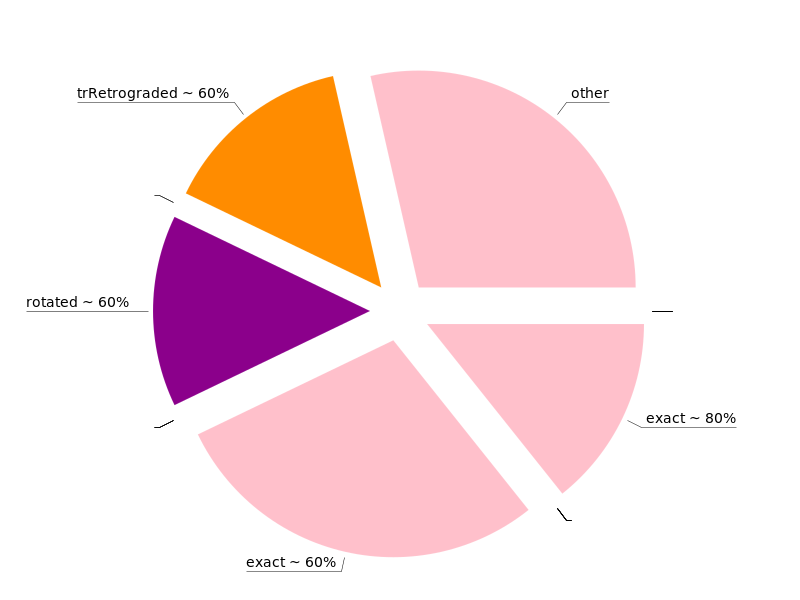 trRetrograded ~ 60%
other
rotated ~ 60%
exact ~ 80%
exact ~ 60%